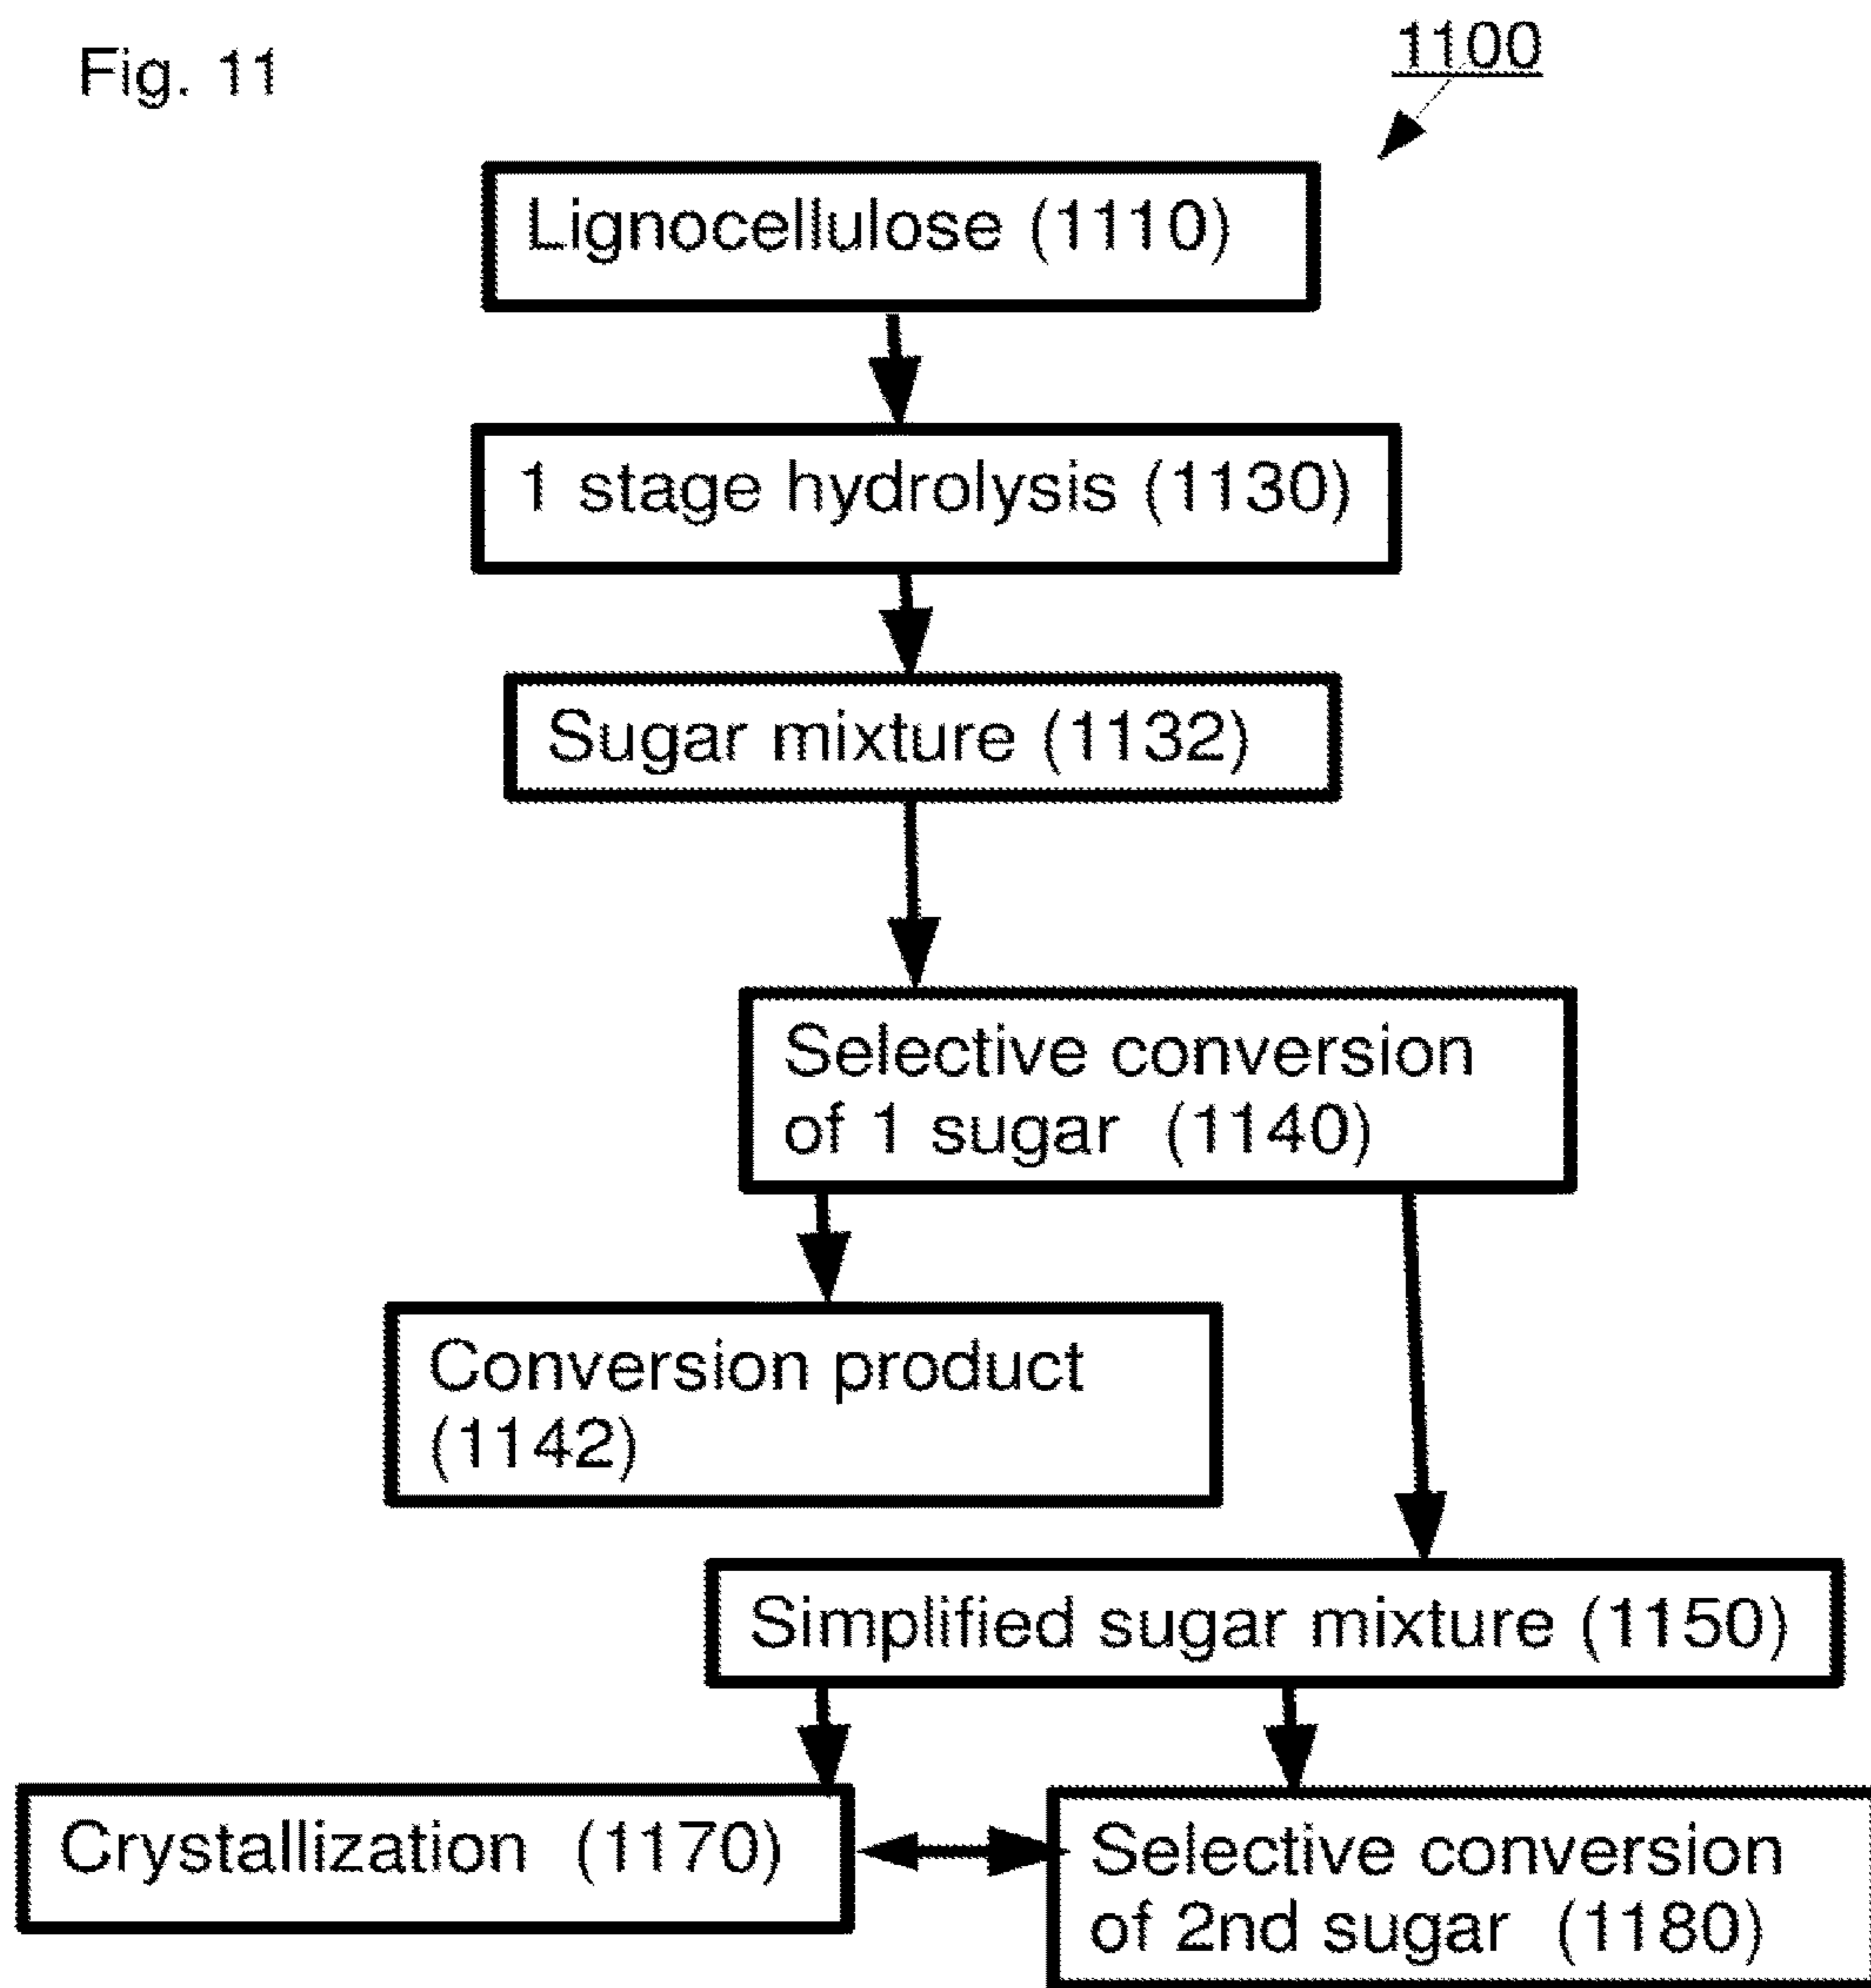 Fig. 11
1100
Lignocellulose (1110)
1 stage hydrolysis (1130)
Sugar mixture (1132)
Selective conversion
of 1 sugar (1140)
Conversion product
(1142)
Simplified sugar mixture (1150)
Crystallization (1170)
Selective conversion
of 2nd sugar (1180)